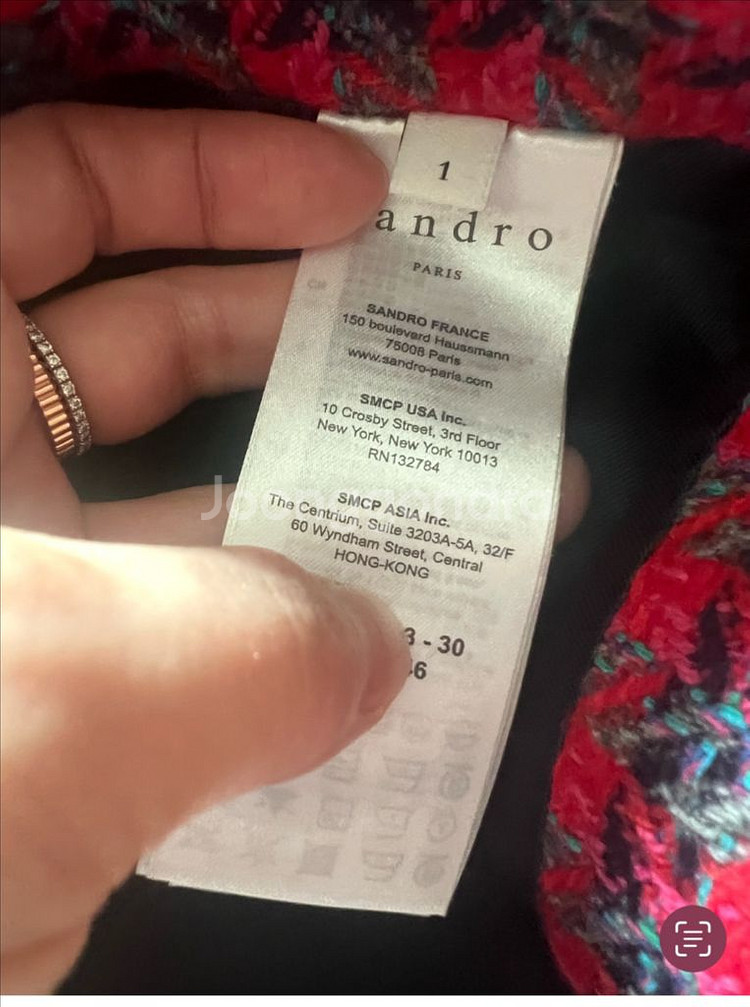 1
andro
PARIS
SANDRO FRANCE
150 boulevard Haussmann
75008 Paris
www.sandro-paris.com
SMCP USA Inc.
10 Crosby Street, 3rd Floor
New York, New York 10013
RN132784
SMCP ASIA Inc.
The Centrium, Suite 3203A-5A, 32/F
60 Wyndham Street, Central
HONG-KONG
3 - 30
6